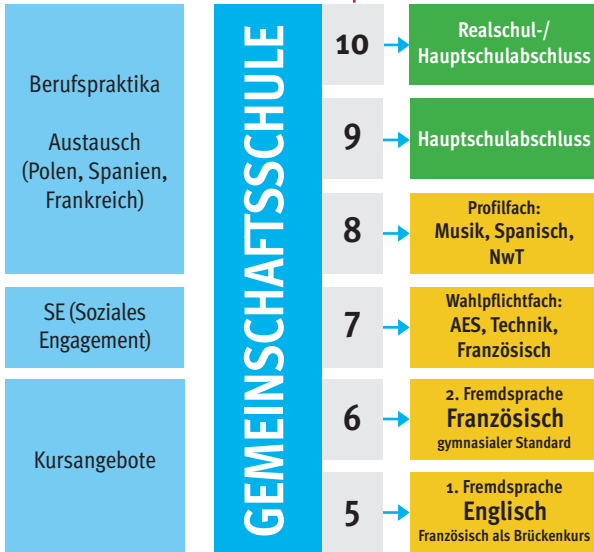 Berufspraktika
Austausch
(Polen, Spanien,
Frankreich)
SE (Soziales
Engagement)
Kursangebote
GEMEINSCHAFTSSCHULE
10
Realschul-/
Hauptschulabschluss
9
Hauptschulabschluss
8
Profilfach:
Musik, Spanisch,
NwT
7
Wahlpflichtfach:
AES, Technik,
Französisch
6
2. Fremdsprache
Französisch
gymnasialer Standard
5
1. Fremdsprache
Englisch
Französisch als Brückenkurs